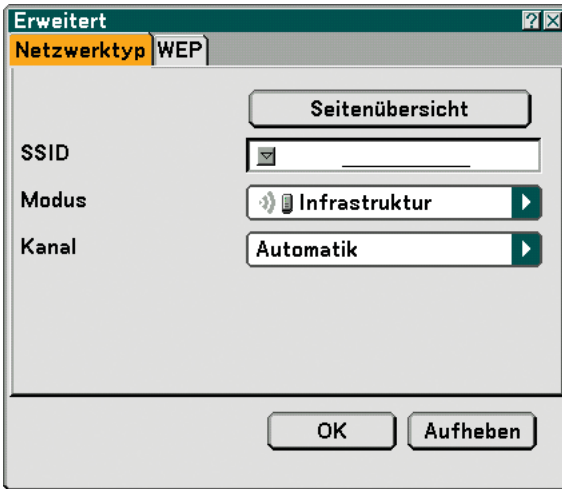 Erweitert
Netzwerktyp WEP
Seitenübersicht
SSID
Modus Infrastruktur
Kanal Automatik
OK Aufheben